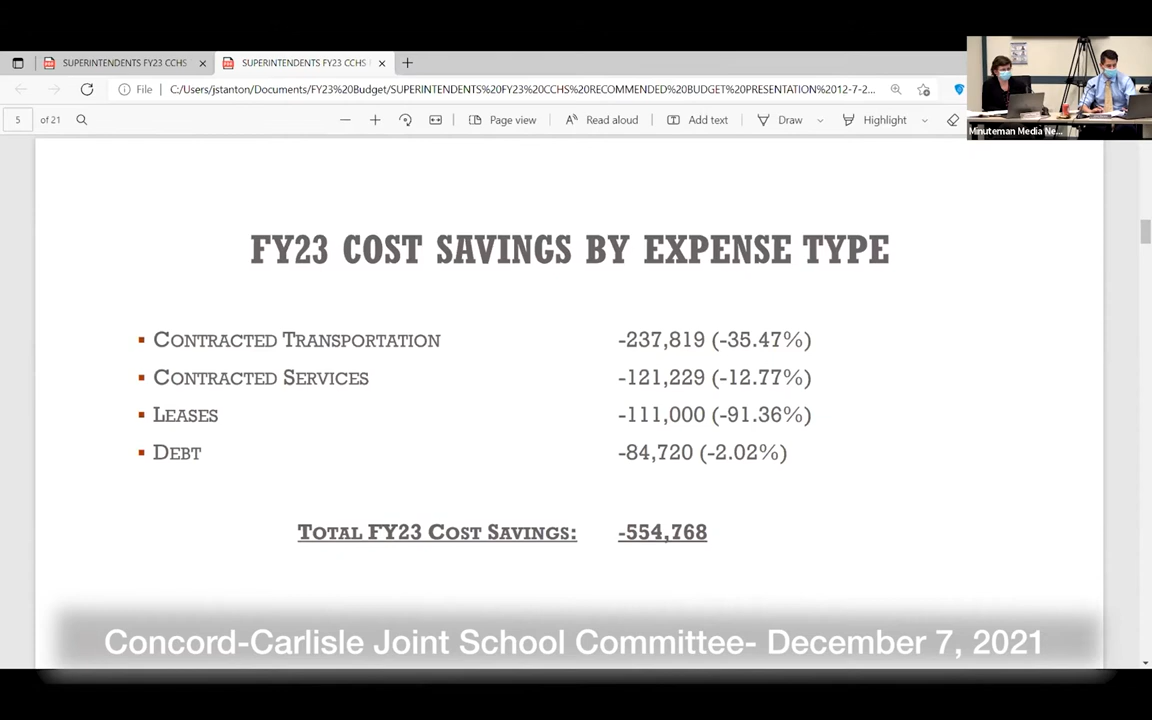 SUPERINTENDENTS FY23 CCHS
SUPERINTENDENTS FY23 CCHS
File
C:/Users/jstanton/Documents/FY23%20Budget/SUPERINTENDENTS%20FY23%20CCHS%20RECOMMENDED%20BUDGET%20PRESENTATION%2012-7-2...
5 of 21
Page view
Read aloud
Add text
Draw
Highlight
Minuteman Media Ne...
FY23 COST SAVINGS BY EXPENSE TYPE
▪ CONTRACTED TRANSPORTATION -237,819 (-35.47%)
▪ CONTRACTED SERVICES -121,229 (-12.77%)
▪ LEASES -111,000 (-91.36%)
▪ DEBT -84,720 (-2.02%)
TOTAL FY23 COST SAVINGS: -554,768
Concord-Carlisle Joint School Committee- December 7, 2021